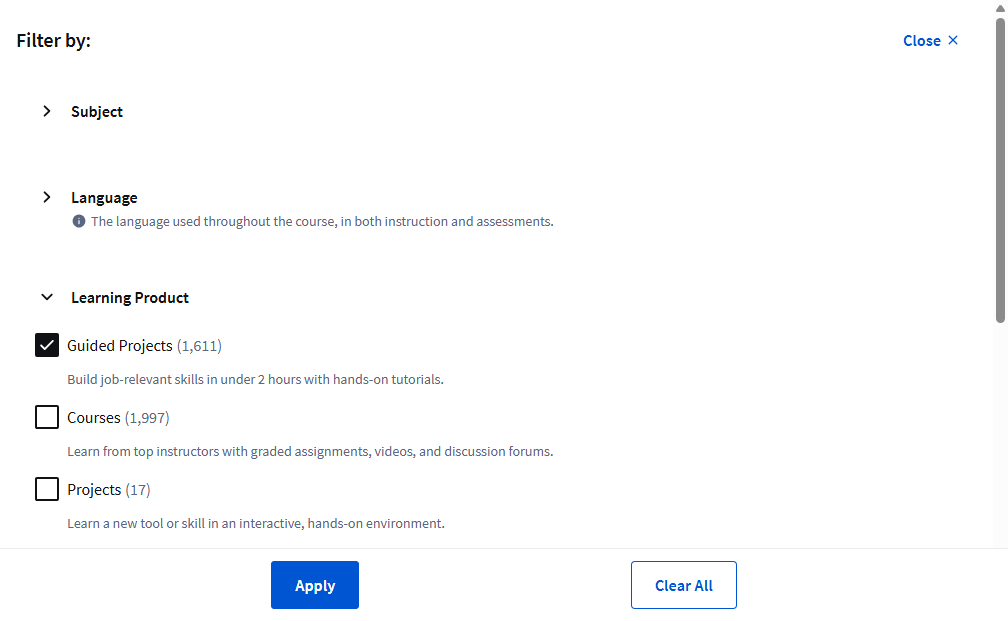 Filter by:
Close ×
Subject
Language
The language used throughout the course, in both instruction and assessments.
Learning Product
Guided Projects (1,611)
Build job-relevant skills in under 2 hours with hands-on tutorials.
Courses (1,997)
Learn from top instructors with graded assignments, videos, and discussion forums.
Projects (17)
Learn a new tool or skill in an interactive, hands-on environment.
Apply
Clear All